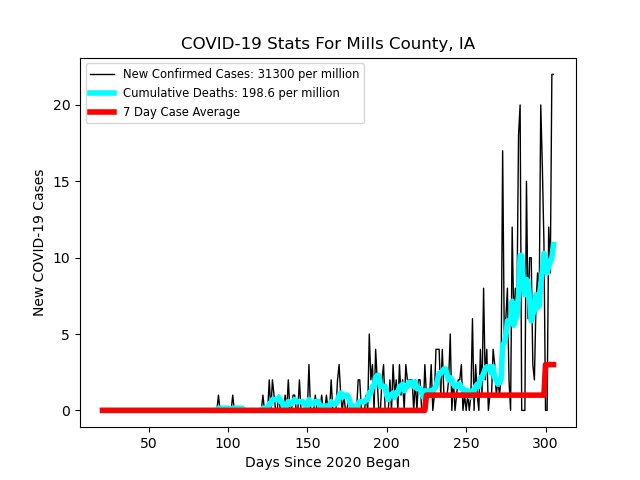 COVID-19 Stats For Mills County, IA
New Confirmed Cases: 31300 per million
Cumulative Deaths: 198.6 per million
7 Day Case Average
New COVID-19 Cases
20
15
10
5
0
50 100 150 200 250 300
Days Since 2020 Began